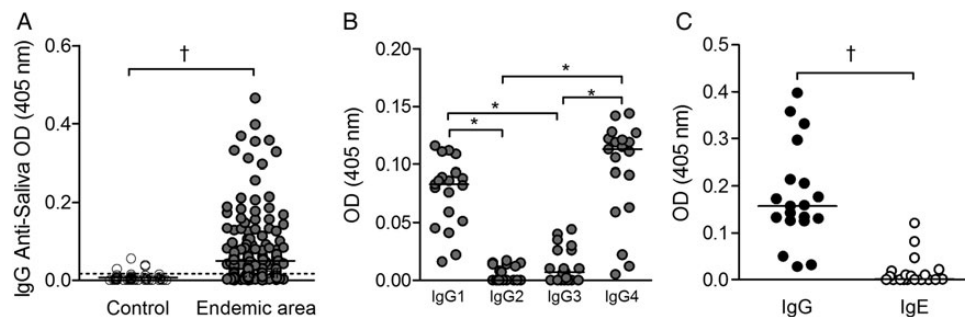 A
IgG Anti-Saliva OD (405 nm)
0.6
0.4
0.2
0.0
†
Control
Endemic area
B
OD (405 nm)
0.20
0.15
0.10
0.05
0.00
*
*
*
*
IgG1
IgG2
IgG3
IgG4
C
OD (405 nm)
0.5
0.4
0.3
0.2
0.1
0.0
†
IgG
IgE